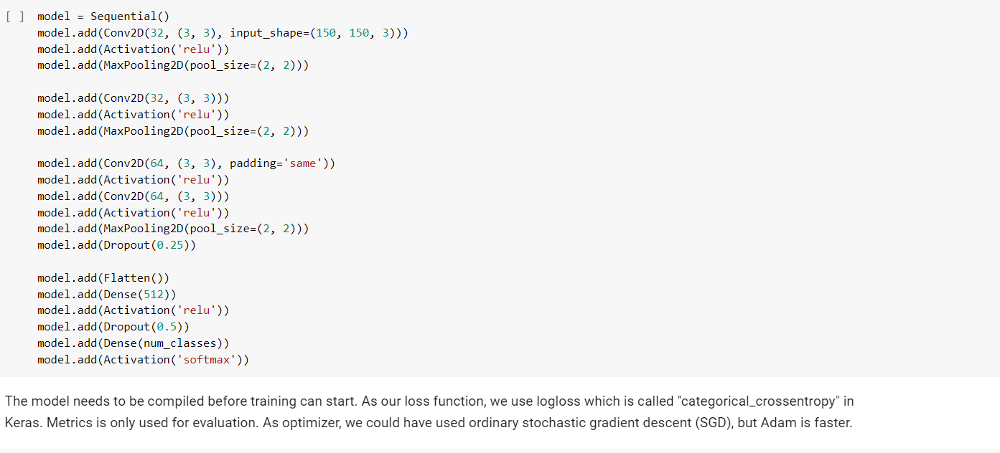 [ ] model = Sequential()
model.add(Conv2D(32, (3, 3), input_shape=(150, 150, 3)))
model.add(Activation('relu'))
model.add(MaxPooling2D(pool_size=(2, 2)))
model.add(Conv2D(32, (3, 3)))
model.add(Activation('relu'))
model.add(MaxPooling2D(pool_size=(2, 2)))
model.add(Conv2D(64, (3, 3), padding='same'))
model.add(Activation('relu'))
model.add(Conv2D(64, (3, 3)))
model.add(Activation('relu'))
model.add(MaxPooling2D(pool_size=(2, 2)))
model.add(Dropout(0.25))
model.add(Flatten())
model.add(Dense(512))
model.add(Activation('relu'))
model.add(Dropout(0.5))
model.add(Dense(num_classes))
model.add(Activation('softmax'))
The model needs to be compiled before training can start. As our loss function, we use logloss which is called "categorical_crossentropy" in
Keras. Metrics is only used for evaluation. As optimizer, we could have used ordinary stochastic gradient descent (SGD), but Adam is faster.